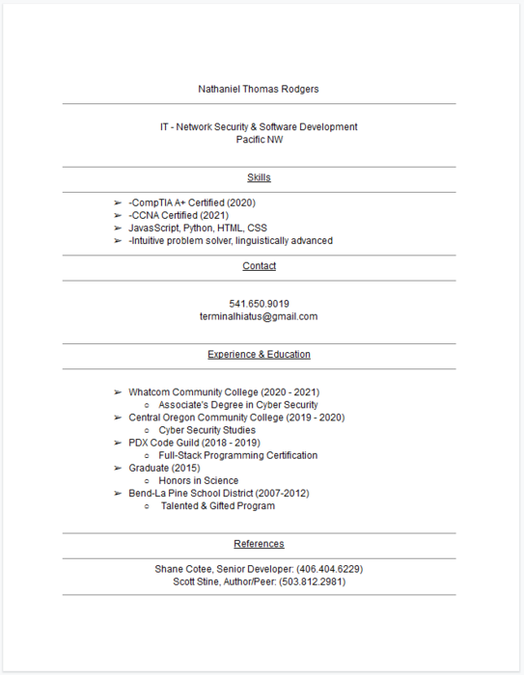 Nathaniel Thomas Rodgers
IT - Network Security & Software Development
Pacific NW
Skills
➢ -CompTIA A+ Certified (2020)
➢ -CCNA Certified (2021)
➢ JavasScript, Python, HTML, CSS
➢ -Intuitive problem solver, linguistically advanced
Contact
541.650.9019
terminalhiatus@gmail.com
Experience & Education
➢ Whatcom Community College (2020 - 2021)
○ Associate's Degree in Cyber Security
➢ Central Oregon Community College (2019 - 2020)
○ Cyber Security Studies
➢ PDX Code Guild (2018 - 2019)
○ Full-Stack Programming Certification
➢ Graduate (2015)
○ Honors in Science
➢ Bend-La Pine School District (2007-2012)
○ Talented & Gifted Program
References
Shane Cotee, Senior Developer: (406.404.6229)
Scott Stine, Author/Peer: (503.812.2981)